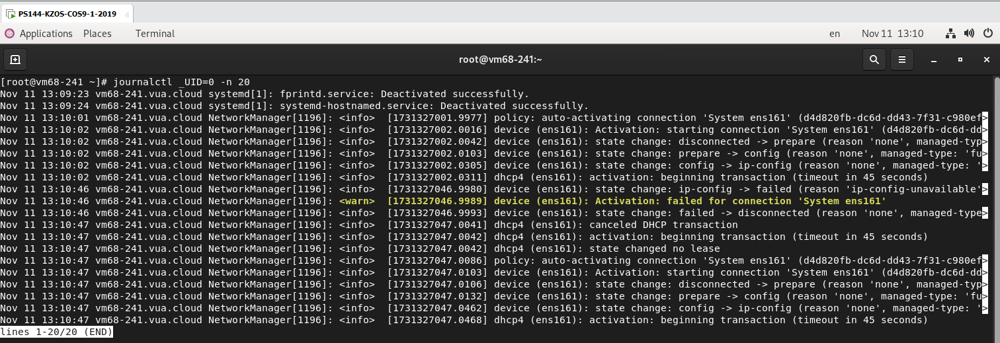 PS144-KZOS-COS9-1-2019
Applications Places Terminal en Nov 11 13:10
root@vm68-241:~
[root@vm68-241 ~]# journalctl _UID=0 -n 20
Nov 11 13:09:23 vm68-241.vua.cloud systemd[1]: fprintd.service: Deactivated successfully.
Nov 11 13:09:24 vm68-241.vua.cloud systemd[1]: systemd-hostnamed.service: Deactivated successfully.
Nov 11 13:10:01 vm68-241.vua.cloud NetworkManager[1196]: <info>  [1731327001.9977] policy: auto-activating connection 'System ens161' (d4d820fb-dc6d-dd43-7f31-c980ef>
Nov 11 13:10:02 vm68-241.vua.cloud NetworkManager[1196]: <info>  [1731327002.0016] device (ens161): Activation: starting connection 'System ens161' (d4d820fb-dc6d-dd>
Nov 11 13:10:02 vm68-241.vua.cloud NetworkManager[1196]: <info>  [1731327002.0042] device (ens161): state change: disconnected -> prepare (reason 'none', managed-typ>
Nov 11 13:10:02 vm68-241.vua.cloud NetworkManager[1196]: <info>  [1731327002.0103] device (ens161): state change: prepare -> config (reason 'none', managed-type: 'fu>
Nov 11 13:10:02 vm68-241.vua.cloud NetworkManager[1196]: <info>  [1731327002.0305] device (ens161): state change: config -> ip-config (reason 'none', managed-type: '>
Nov 11 13:10:02 vm68-241.vua.cloud NetworkManager[1196]: <info>  [1731327002.0311] dhcp4 (ens161): activation: beginning transaction (timeout in 45 seconds)
Nov 11 13:10:46 vm68-241.vua.cloud NetworkManager[1196]: <info>  [1731327046.9980] device (ens161): state change: ip-config -> failed (reason 'ip-config-unavailable'>
Nov 11 13:10:46 vm68-241.vua.cloud NetworkManager[1196]: <warn>  [1731327046.9989] device (ens161): Activation: failed for connection 'System ens161'
Nov 11 13:10:46 vm68-241.vua.cloud NetworkManager[1196]: <info>  [1731327046.9993] device (ens161): state change: failed -> disconnected (reason 'none', managed-type>
Nov 11 13:10:47 vm68-241.vua.cloud NetworkManager[1196]: <info>  [1731327047.0041] dhcp4 (ens161): canceled DHCP transaction
Nov 11 13:10:47 vm68-241.vua.cloud NetworkManager[1196]: <info>  [1731327047.0042] dhcp4 (ens161): activation: beginning transaction (timeout in 45 seconds)
Nov 11 13:10:47 vm68-241.vua.cloud NetworkManager[1196]: <info>  [1731327047.0042] dhcp4 (ens161): state changed no lease
Nov 11 13:10:47 vm68-241.vua.cloud NetworkManager[1196]: <info>  [1731327047.0086] policy: auto-activating connection 'System ens161' (d4d820fb-dc6d-dd43-7f31-c980ef>
Nov 11 13:10:47 vm68-241.vua.cloud NetworkManager[1196]: <info>  [1731327047.0103] device (ens161): Activation: starting connection 'System ens161' (d4d820fb-dc6d-dd>
Nov 11 13:10:47 vm68-241.vua.cloud NetworkManager[1196]: <info>  [1731327047.0106] device (ens161): state change: disconnected -> prepare (reason 'none', managed-typ>
Nov 11 13:10:47 vm68-241.vua.cloud NetworkManager[1196]: <info>  [1731327047.0132] device (ens161): state change: prepare -> config (reason 'none', managed-type: 'fu>
Nov 11 13:10:47 vm68-241.vua.cloud NetworkManager[1196]: <info>  [1731327047.0462] device (ens161): state change: config -> ip-config (reason 'none', managed-type: '>
Nov 11 13:10:47 vm68-241.vua.cloud NetworkManager[1196]: <info>  [1731327047.0468] dhcp4 (ens161): activation: beginning transaction (timeout in 45 seconds)
lines 1-20/20 (END)